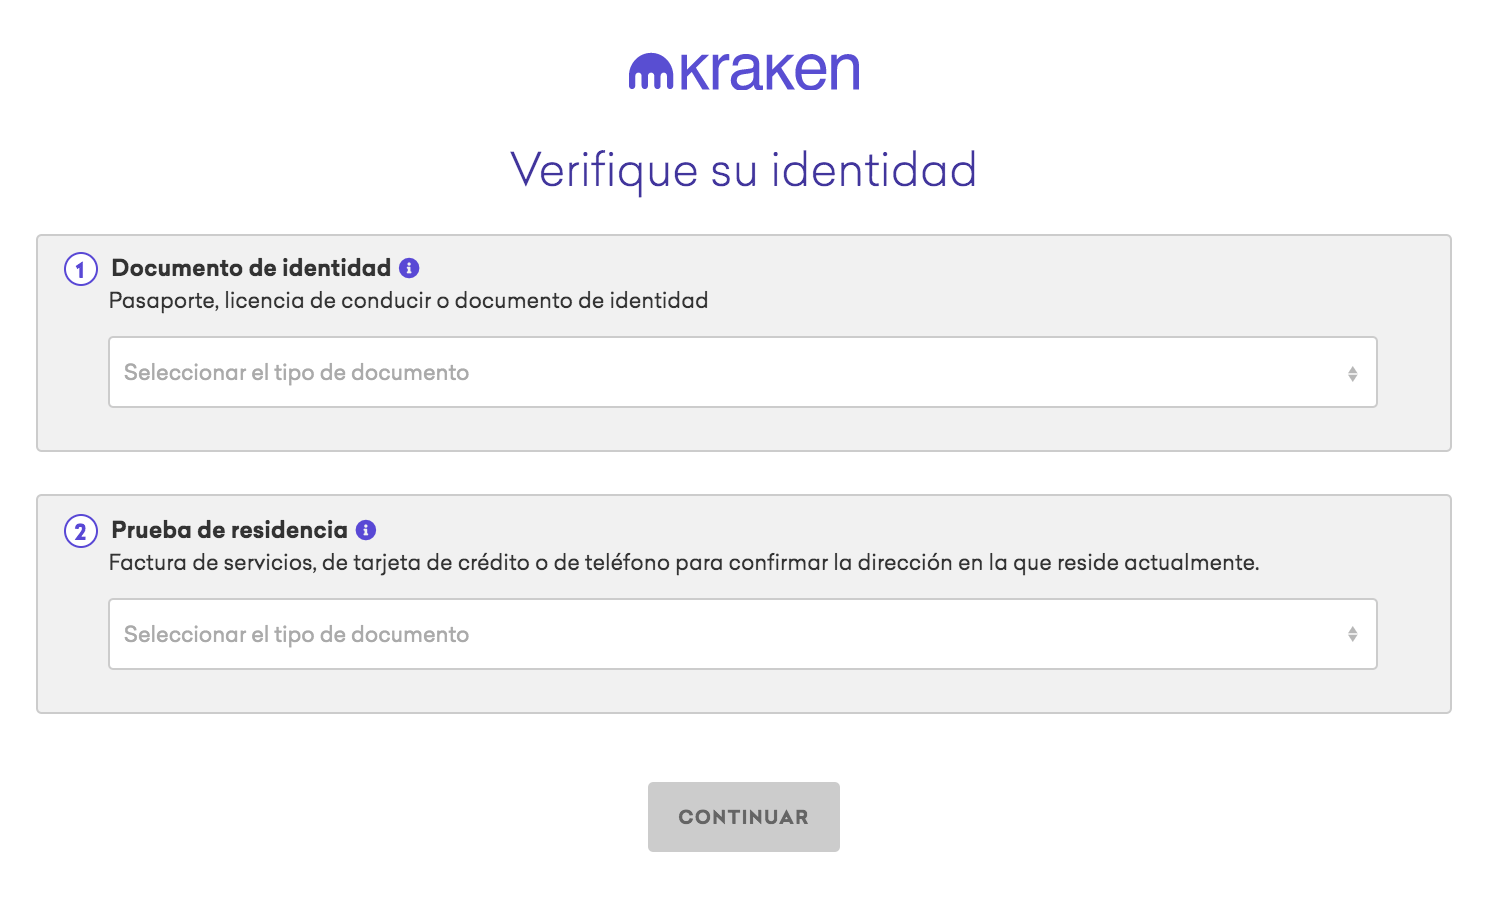 kraken
Verifique su identidad
1 Documento de identidad i
Pasaporte, licencia de conducir o documento de identidad
Seleccionar el tipo de documento
2 Prueba de residencia i
Factura de servicios, de tarjeta de crédito o de teléfono para confirmar la dirección en la que reside actualmente.
Seleccionar el tipo de documento
CONTINUAR